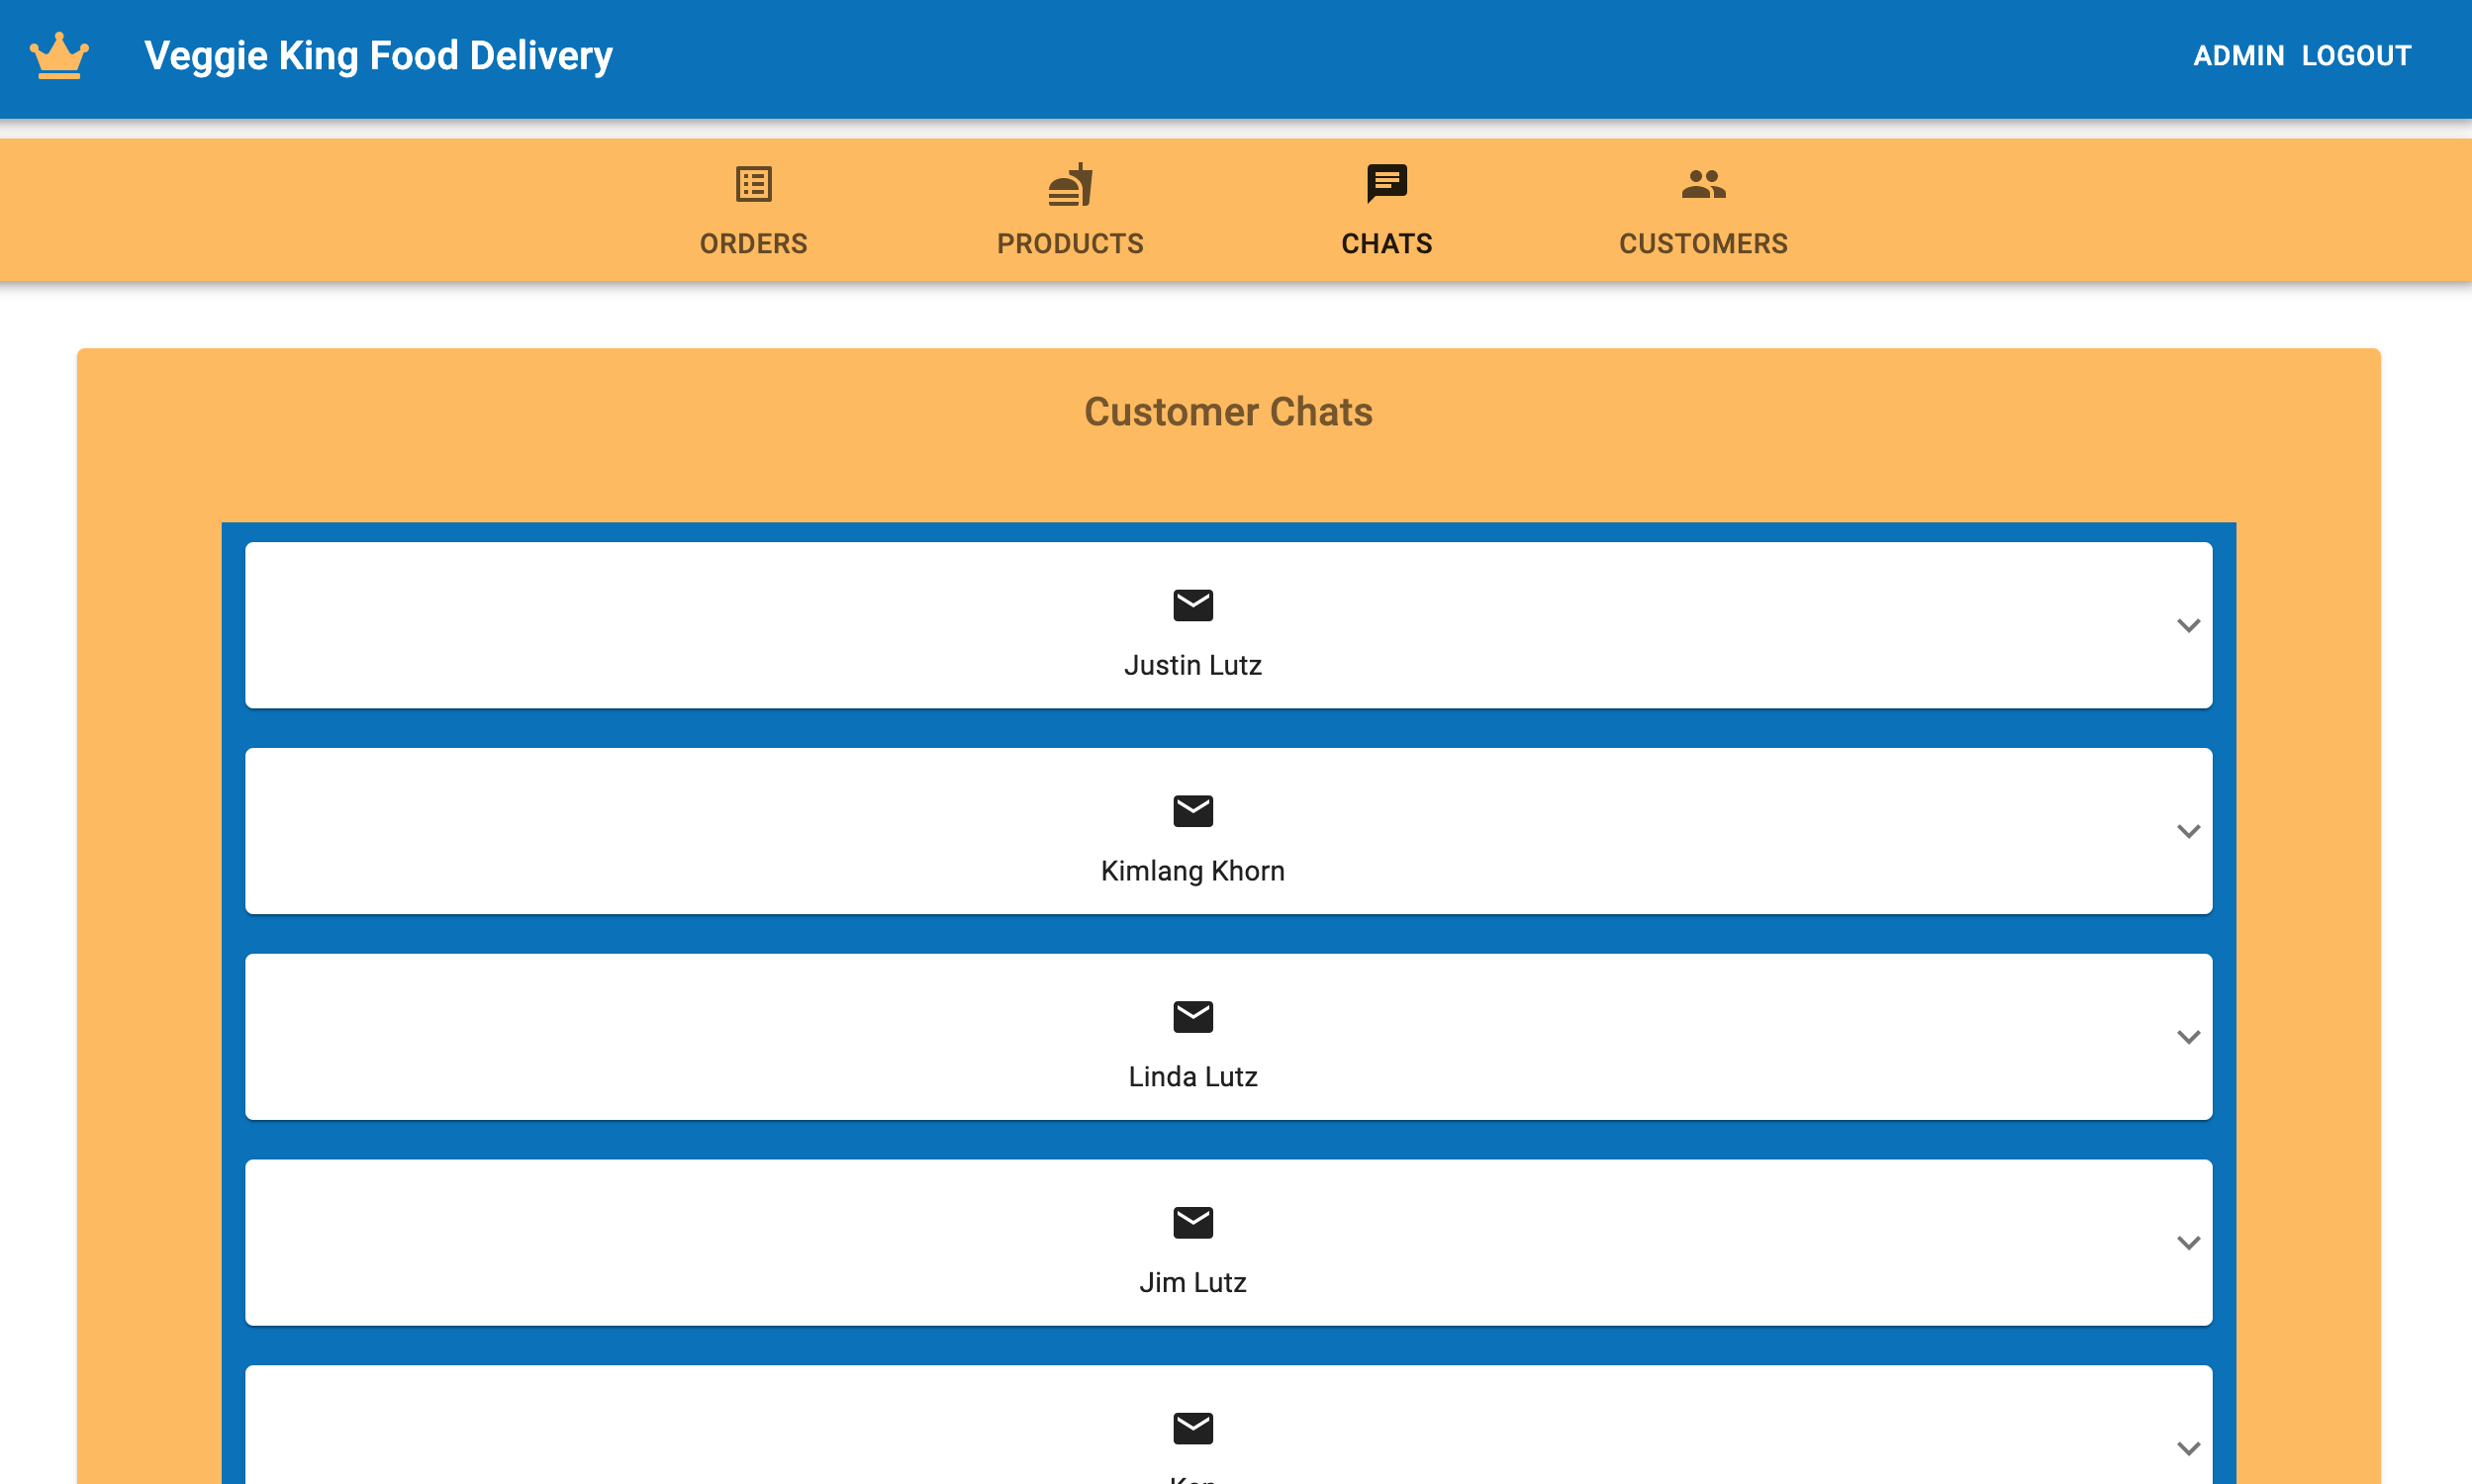 Veggie King Food Delivery
ADMIN LOGOUT
ORDERS PRODUCTS CHATS CUSTOMERS
Customer Chats
Justin Lutz
Kimlang Khorn
Linda Lutz
Jim Lutz